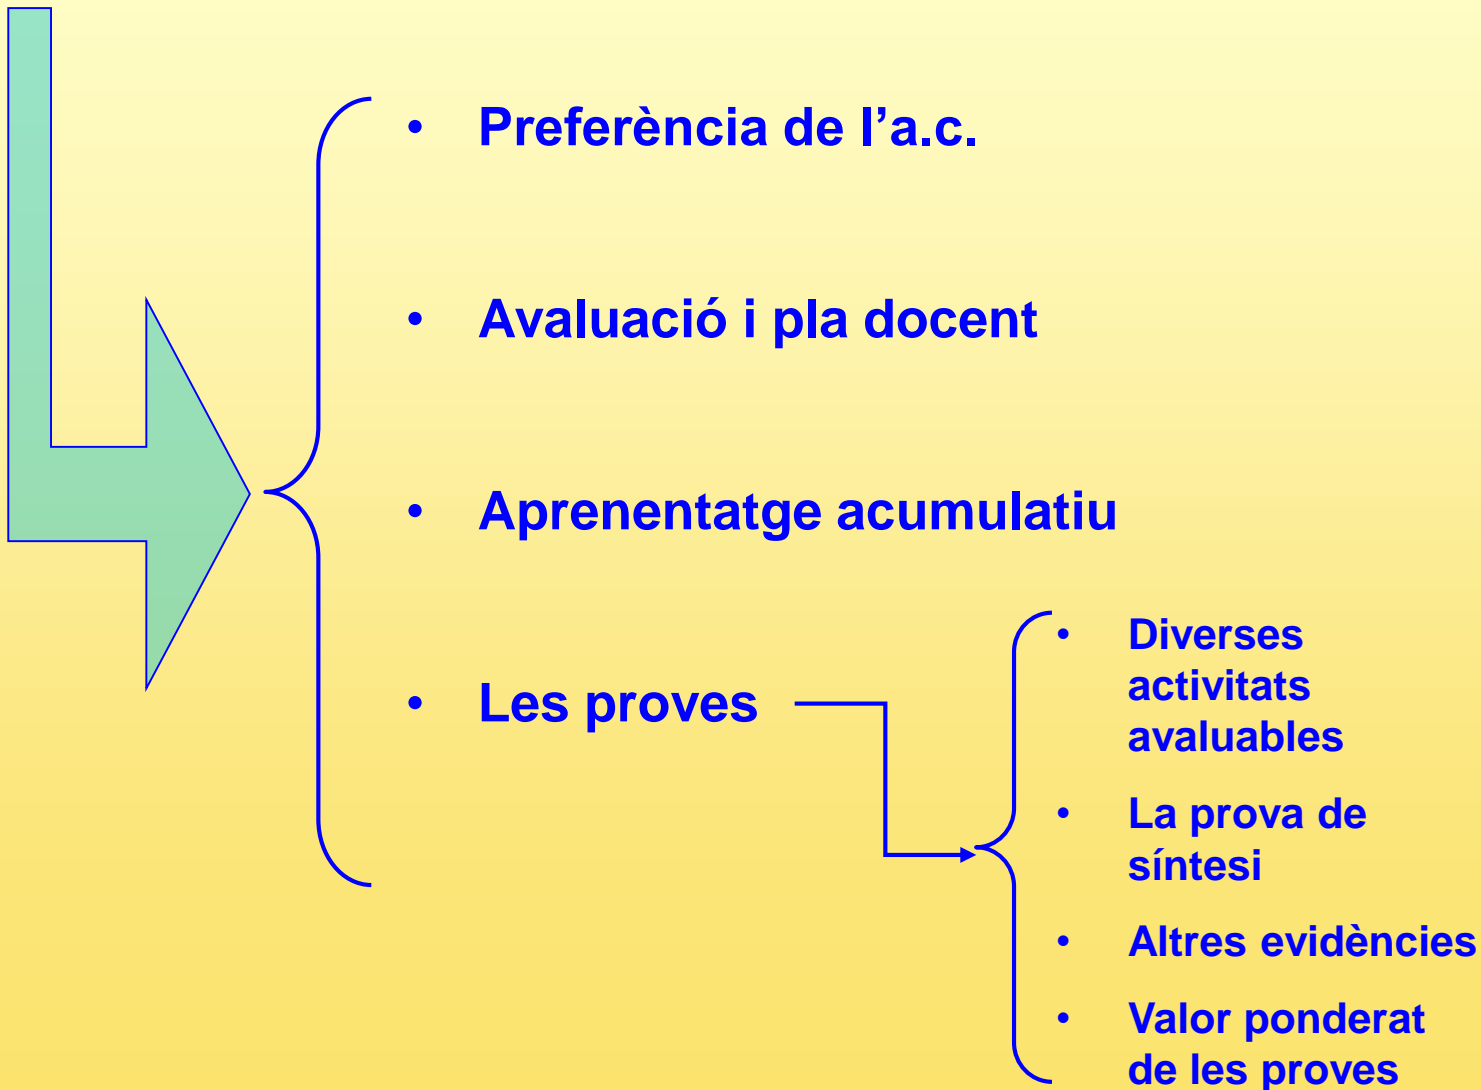 • Preferència de l’a.c.
• Avaluació i pla docent
• Aprenentatge acumulatiu
• Les proves
• Diverses
activitats
avaluables
• La prova de
síntesi
• Altres evidències
• Valor ponderat
de les proves